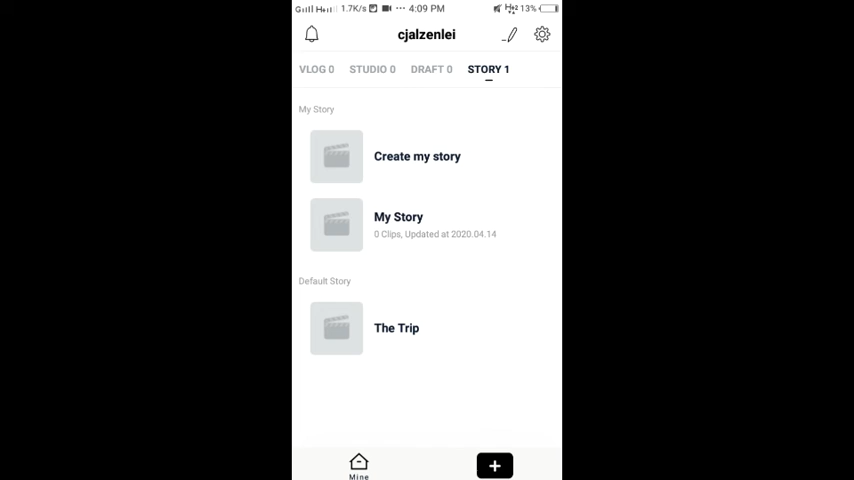 1.7K/s ... 4:09 PM H 13%
cjalzenlei
VLOG 0 STUDIO 0 DRAFT 0 STORY 1
My Story
Create my story
My Story
0 Clips, Updated at 2020.04.14
Default Story
The Trip
Mine